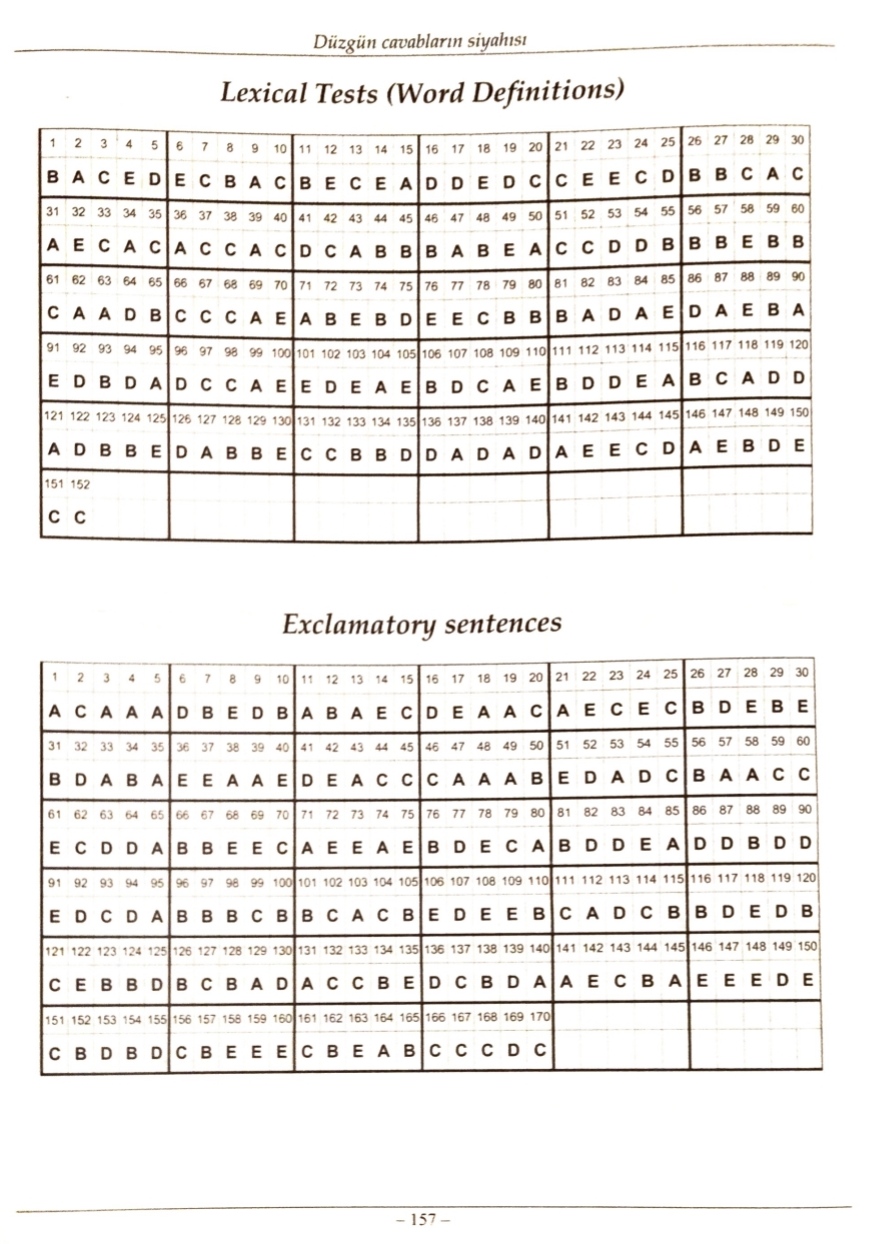 Düzgün cavabların siyahısı
Lexical Tests (Word Definitions)
1 2 3 4 5 6 7 8 9 10 11 12 13 14 15 16 17 18 19 20 21 22 23 24 25 26 27 28 29 30
B A C E D E C B A C B E C E A D D E D C C E E C D B B C A C
31 32 33 34 35 36 37 38 39 40 41 42 43 44 45 46 47 48 49 50 51 52 53 54 55 56 57 58 59 60
A E C A C A C C A C D C A B B B A B E A C C D D B B B E B B
61 62 63 64 65 66 67 68 69 70 71 72 73 74 75 76 77 78 79 80 81 82 83 84 85 86 87 88 89 90
C A A D B C C C A E A B E B D E E C B B B A D A E D A E B A
91 92 93 94 95 96 97 98 99 100 101 102 103 104 105 106 107 108 109 110 111 112 113 114 115 116 117 118 119 120
E D B D A D C C A E E D E A E B D C A E B D D E A B C A D D
121 122 123 124 125 126 127 128 129 130 131 132 133 134 135 136 137 138 139 140 141 142 143 144 145 146 147 148 149 150
A D B B E D A B B E C C B B D D A D A D A E E C D A E B D E
151 152
C C
Exclamatory sentences
1 2 3 4 5 6 7 8 9 10 11 12 13 14 15 16 17 18 19 20 21 22 23 24 25 26 27 28 29 30
A C A A A D B E D B A B A E C D E A A C A E C E C B D E B E
31 32 33 34 35 36 37 38 39 40 41 42 43 44 45 46 47 48 49 50 51 52 53 54 55 56 57 58 59 60
B D A B A E E A A E D E A C C C A A A B E D A D C B A A C C
61 62 63 64 65 66 67 68 69 70 71 72 73 74 75 76 77 78 79 80 81 82 83 84 85 86 87 88 89 90
E C D D A B B E E C A E E A E B D E C A B D D E A D D B D D
91 92 93 94 95 96 97 98 99 100 101 102 103 104 105 106 107 108 109 110 111 112 113 114 115 116 117 118 119 120
E D C D A B B B C B B C A C B E D E E B C A D C B B D E D B
121 122 123 124 125 126 127 128 129 130 131 132 133 134 135 136 137 138 139 140 141 142 143 144 145 146 147 148 149 150
C E B B D B C B A D A C C B E D C B D A A E C B A E E E D E
151 152 153 154 155 156 157 158 159 160 161 162 163 164 165 166 167 168 169 170
C B D B D C B E E E C B E A B C C C D C
– 157 –